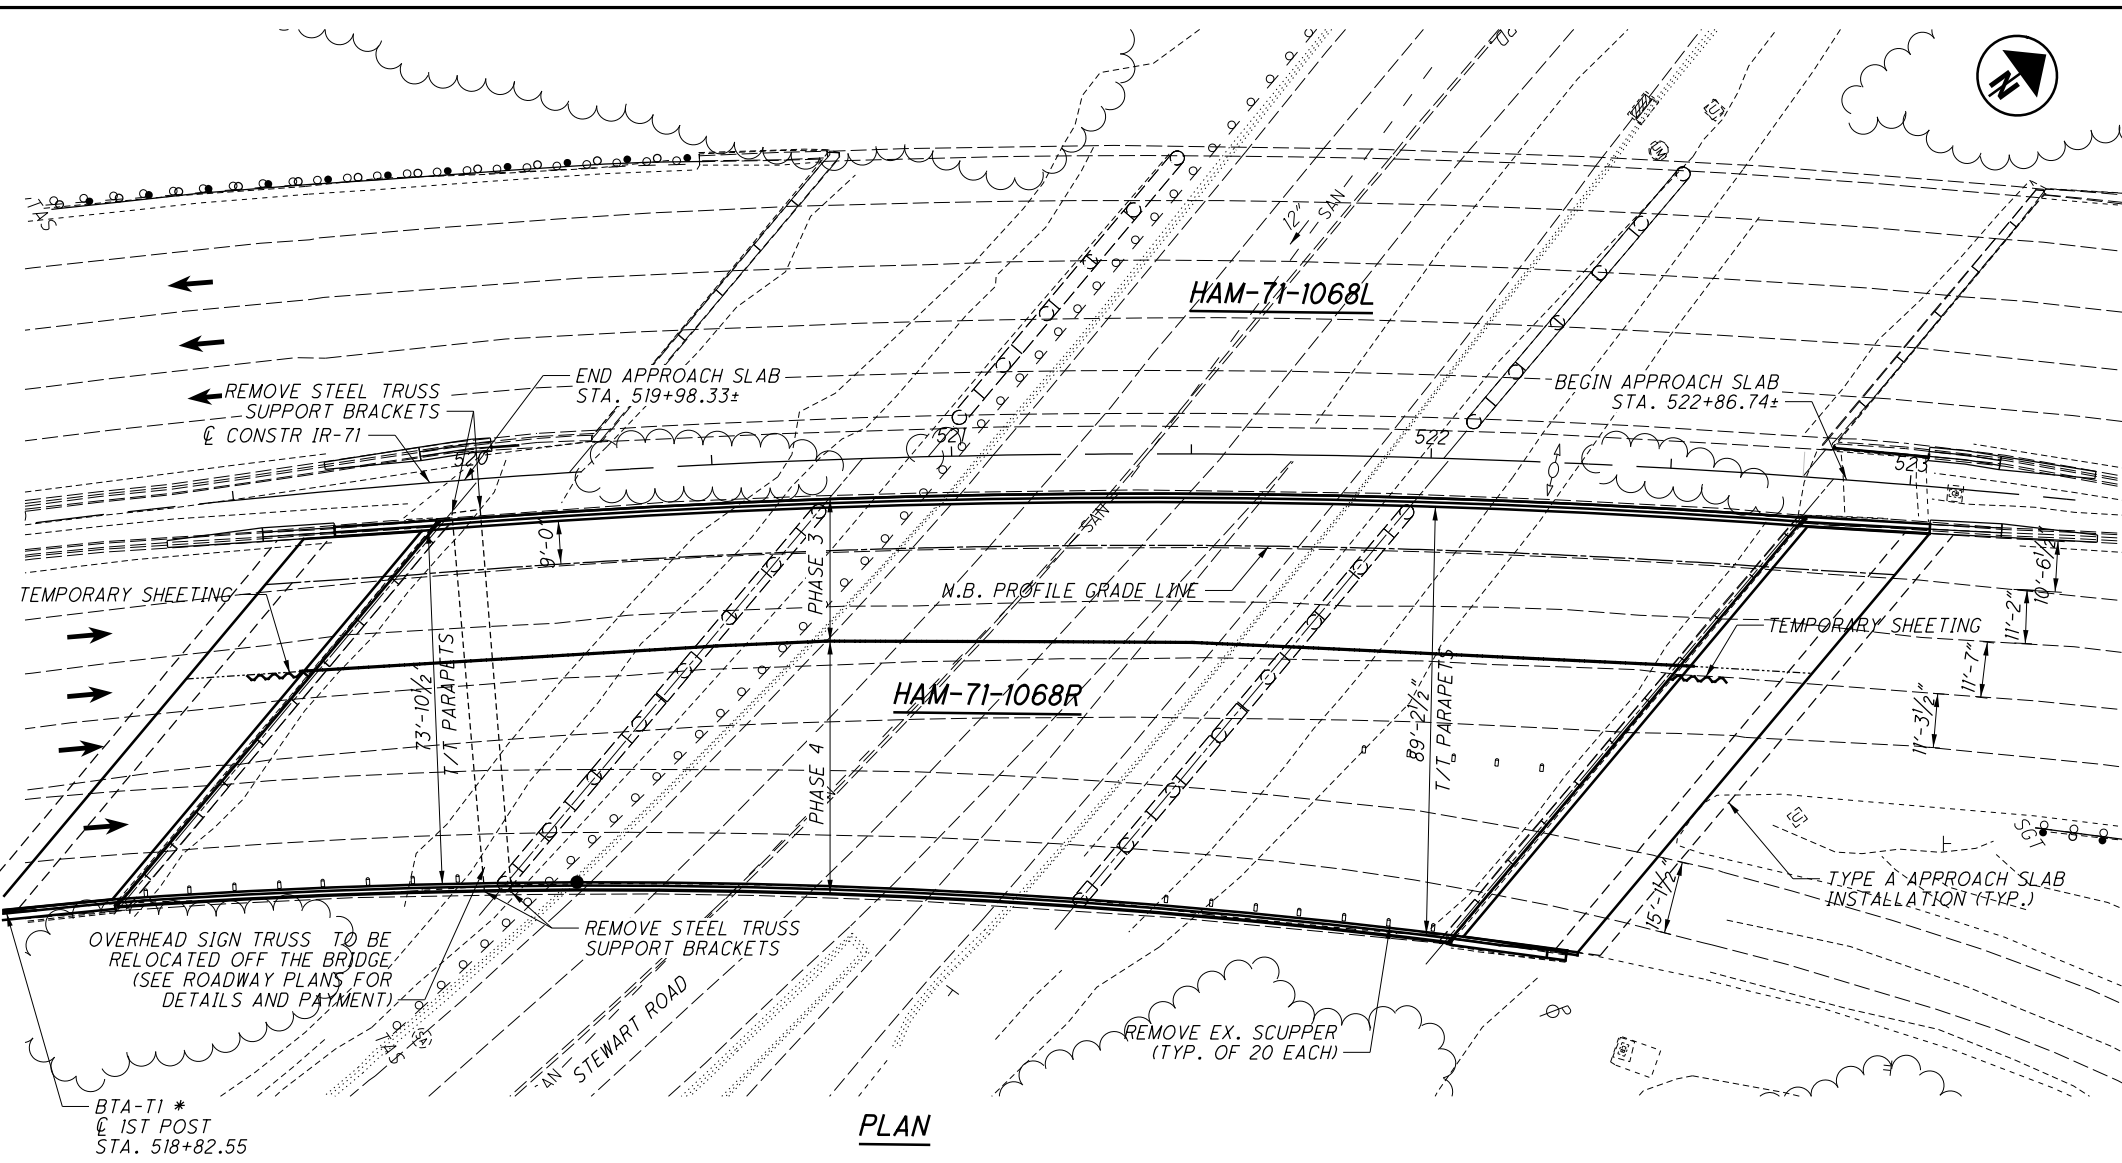 N
745
12"
SAN
HAM-71-1068L
REMOVE STEEL TRUSS
SUPPORT BRACKETS
℄ CONSTR IR-71
END APPROACH SLAB
STA. 519+98.33±
BEGIN APPROACH SLAB
STA. 522+86.74±
520
521
522
523
9'-0"
PHASE 3
SAN
N.B. PROFILE GRADE LINE
TEMPORARY SHEETING
TEMPORARY SHEETING
10'-6½"
11'-2"
11'-7"
11'-3½"
73'-10½"
T/T PARAPETS
HAM-71-1068R
PHASE 4
89'-2½"
T/T PARAPETS
15'-1½"
TYPE A APPROACH SLAB
INSTALLATION (TYP.)
REMOVE STEEL TRUSS
SUPPORT BRACKETS
OVERHEAD SIGN TRUSS TO BE
RELOCATED OFF THE BRIDGE
(SEE ROADWAY PLANS FOR
DETAILS AND PAYMENT)
745
STEWART ROAD
REMOVE EX. SCUPPER
(TYP. OF 20 EACH)
BTA-T1 *
℄ 1ST POST
STA. 518+82.55
PLAN